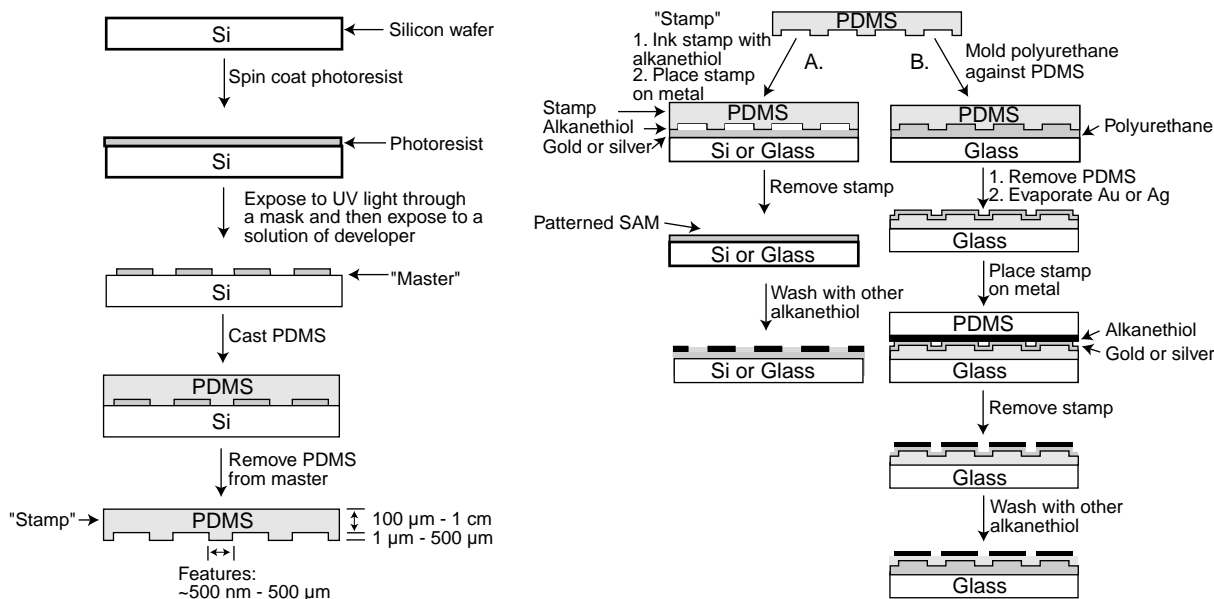 Si
Silicon wafer
Spin coat photoresist
Photoresist
Si
Expose to UV light through
a mask and then expose to a
solution of developer
"Master"
Si
Cast PDMS
PDMS
Si
Remove PDMS
from master
"Stamp"
PDMS
100 µm - 1 cm
1 µm - 500 µm
Features:
~500 nm - 500 µm
"Stamp"
PDMS
1. Ink stamp with
alkanethiol
2. Place stamp
on metal
A.
B.
Mold polyurethane
against PDMS
Stamp
Alkanethiol
Gold or silver
PDMS
Si or Glass
Remove stamp
Patterned SAM
Si or Glass
Wash with other
alkanethiol
Si or Glass
PDMS
Polyurethane
Glass
1. Remove PDMS
2. Evaporate Au or Ag
Glass
Place stamp
on metal
PDMS
Alkanethiol
Gold or silver
Glass
Remove stamp
Glass
Wash with other
alkanethiol
Glass